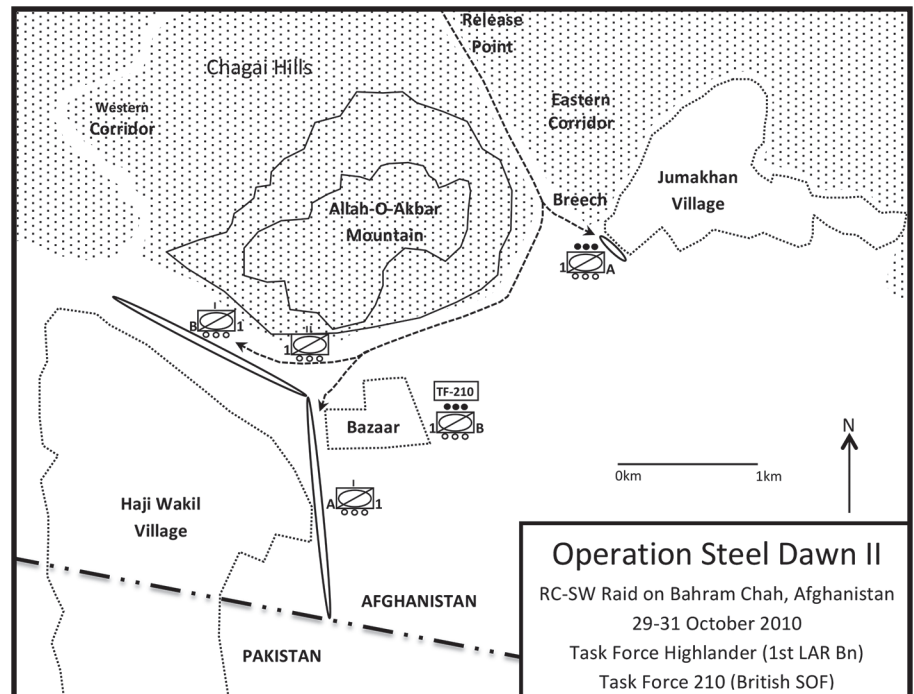 Release
Point
Chagai Hills
Western
Corridor
Eastern
Corridor
Jumakhan
Village
Breech
Allah-O-Akbar
Mountain
1
A
I
B
1
II
1
TF-210
1
B
Bazaar
N
0km
1km
I
A
1
Haji Wakil
Village
AFGHANISTAN
PAKISTAN
Operation Steel Dawn II
RC-SW Raid on Bahram Chah, Afghanistan
29-31 October 2010
Task Force Highlander (1st LAR Bn)
Task Force 210 (British SOF)